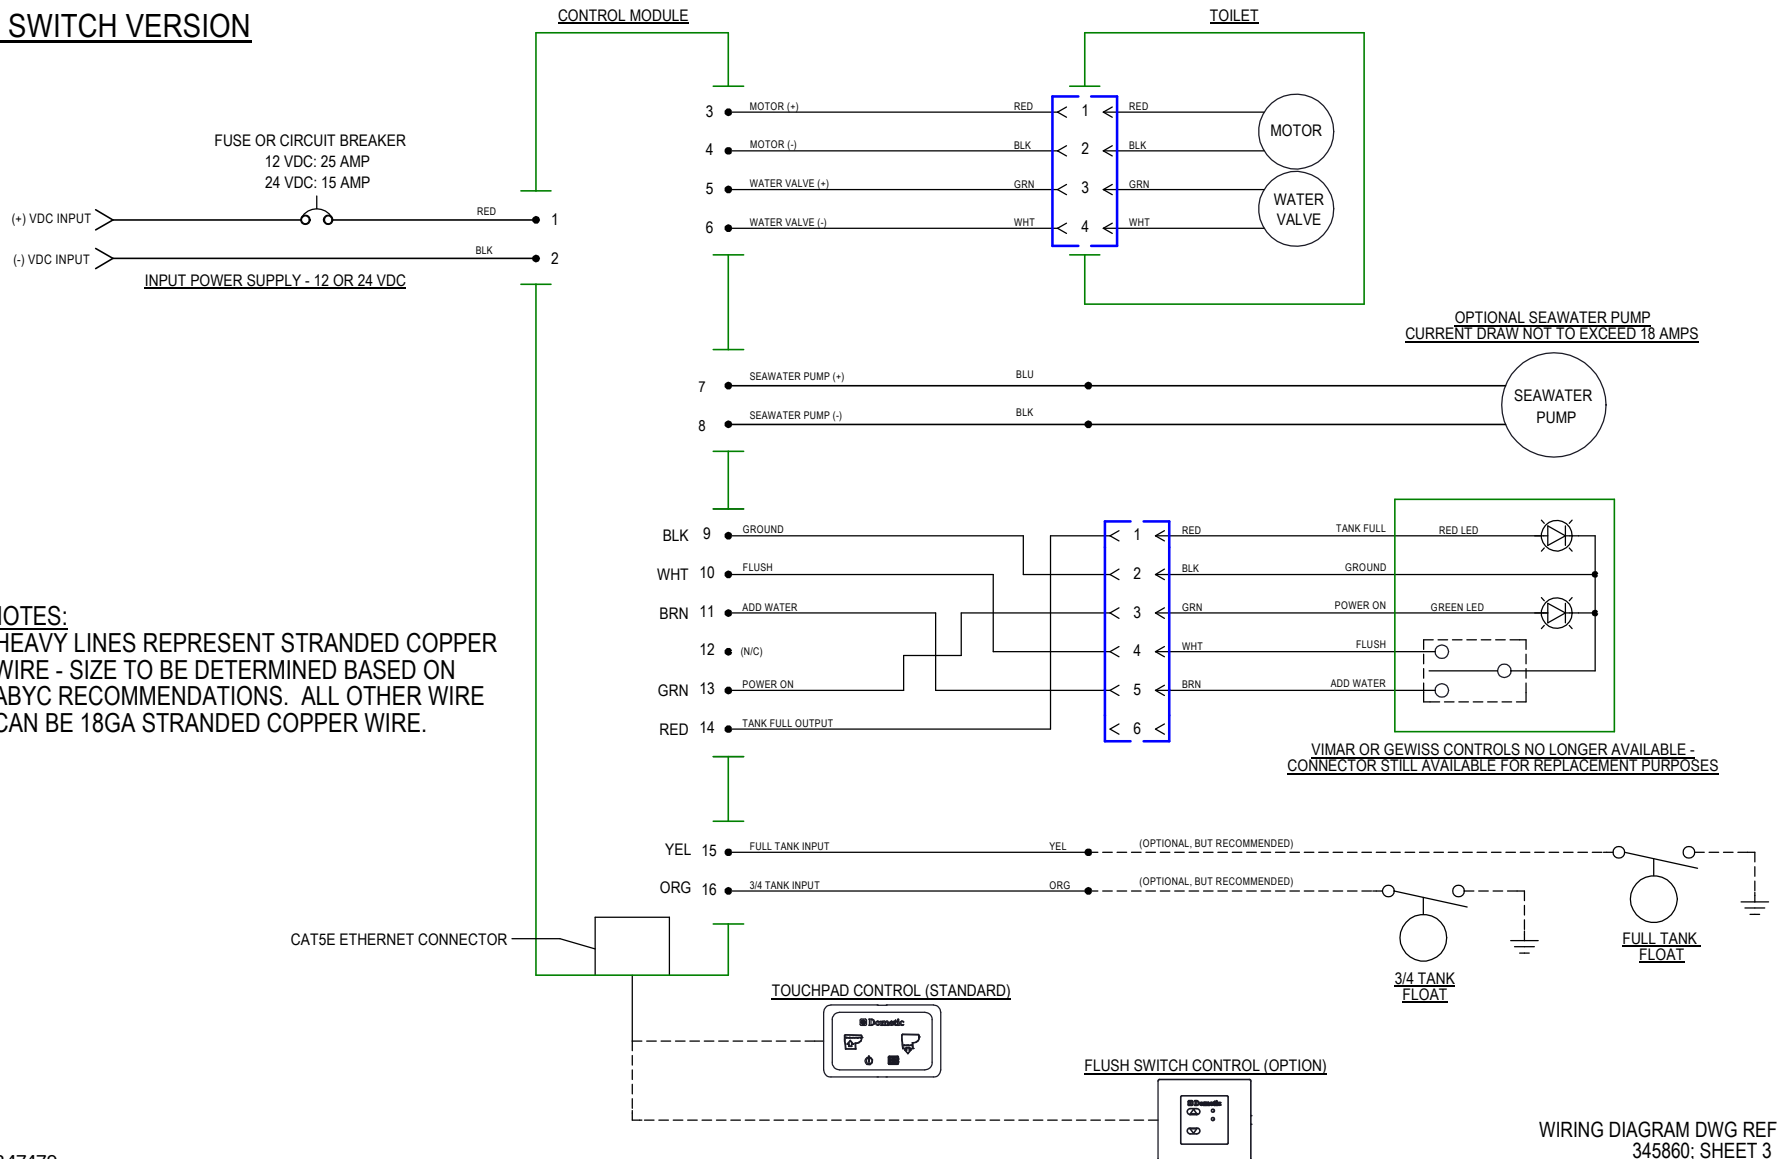 SWITCH VERSION
CONTROL MODULE
TOILET
FUSE OR CIRCUIT BREAKER
12 VDC: 25 AMP
24 VDC: 15 AMP
(+) VDC INPUT
RED
1
(-) VDC INPUT
BLK
2
INPUT POWER SUPPLY - 12 OR 24 VDC
3 MOTOR (+) RED 1 RED
4 MOTOR (-) BLK 2 BLK
MOTOR
5 WATER VALVE (+) GRN 3 GRN
6 WATER VALVE (-) WHT 4 WHT
WATER
VALVE
OPTIONAL SEAWATER PUMP
CURRENT DRAW NOT TO EXCEED 18 AMPS
7 SEAWATER PUMP (+) BLU
8 SEAWATER PUMP (-) BLK
SEAWATER
PUMP
BLK 9 GROUND 1 RED TANK FULL RED LED
WHT 10 FLUSH 2 BLK GROUND
BRN 11 ADD WATER 3 GRN POWER ON GREEN LED
12 (N/C) 4 WHT FLUSH
GRN 13 POWER ON 5 BRN ADD WATER
RED 14 TANK FULL OUTPUT 6
VIMAR OR GEWISS CONTROLS NO LONGER AVAILABLE -
CONNECTOR STILL AVAILABLE FOR REPLACEMENT PURPOSES
NOTES:
HEAVY LINES REPRESENT STRANDED COPPER
WIRE - SIZE TO BE DETERMINED BASED ON
ABYC RECOMMENDATIONS. ALL OTHER WIRE
CAN BE 18GA STRANDED COPPER WIRE.
YEL 15 FULL TANK INPUT YEL (OPTIONAL, BUT RECOMMENDED)
ORG 16 3/4 TANK INPUT ORG (OPTIONAL, BUT RECOMMENDED)
FULL TANK
FLOAT
3/4 TANK
FLOAT
CAT5E ETHERNET CONNECTOR
TOUCHPAD CONTROL (STANDARD)
Dometic
FLUSH SWITCH CONTROL (OPTION)
Dometic
WIRING DIAGRAM DWG REF
345860; SHEET 3